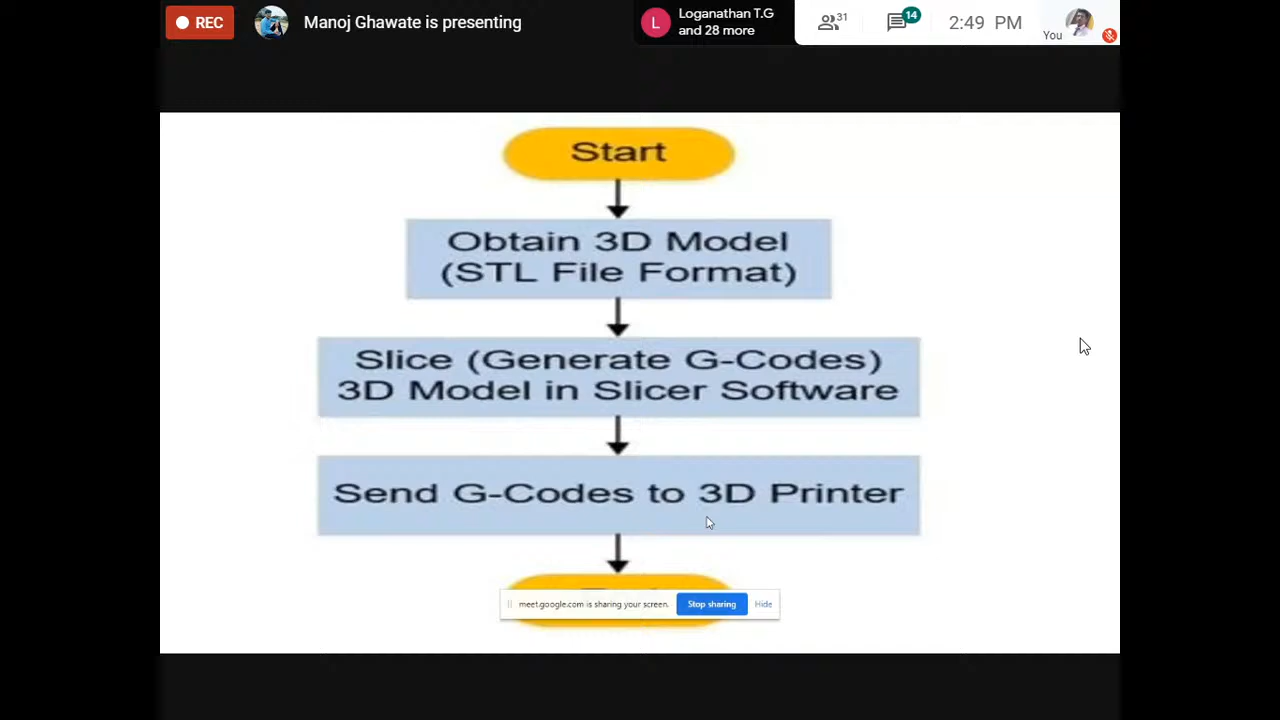 REC
Manoj Ghawate is presenting
L
Loganathan T.G
and 28 more
31
14
2:49 PM
You
Start
Obtain 3D Model
(STL File Format)
Slice (Generate G-Codes)
3D Model in Slicer Software
Send G-Codes to 3D Printer
meet.google.com is sharing your screen.
Stop sharing
Hide